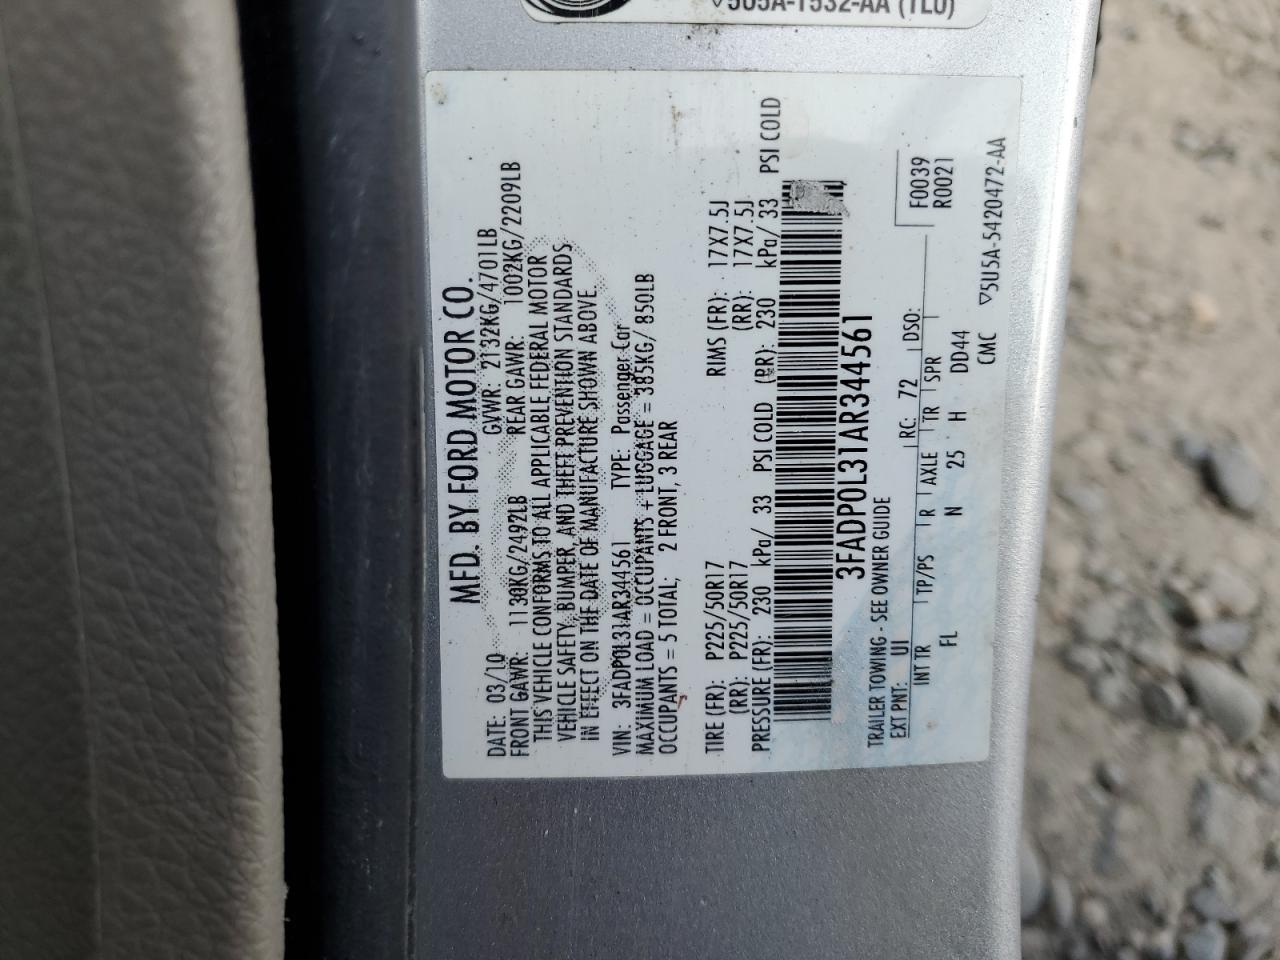 5U5A-1532-AA (TLU)
MFD. BY FORD MOTOR CO.
DATE: 03/10 GVWR: 2132KG/4701LB
FRONT GAWR: 1130KG/2492LB REAR GAWR: 1002KG/2209LB
THIS VEHICLE CONFORMS TO ALL APPLICABLE FEDERAL MOTOR
VEHICLE SAFETY, BUMPER, AND THEFT PREVENTION STANDARDS
IN EFFECT ON THE DATE OF MANUFACTURE SHOWN ABOVE.
VIN: 3FADP0L31AR344561 TYPE: Passenger Car
MAXIMUM LOAD = OCCUPANTS + LUGGAGE = 385KG/ 850LB
OCCUPANTS = 5 TOTAL; 2 FRONT, 3 REAR
TIRE (FR): P225/50R17 RIMS (FR): 17X7.5J
(RR): P225/50R17 (RR): 17X7.5J
PRESSURE (FR): 230 kPa/ 33 PSI COLD (RR): 230 kPa/ 33 PSI COLD
3FADP0L31AR344561
TRAILER TOWING - SEE OWNER GUIDE F0039
EXT PNT: UI RC: 72 DSO: R0021
INT TR TP/PS R AXLE TR SPR
FL N 25 H DD44
CMC ▽5U5A-5420472-AA